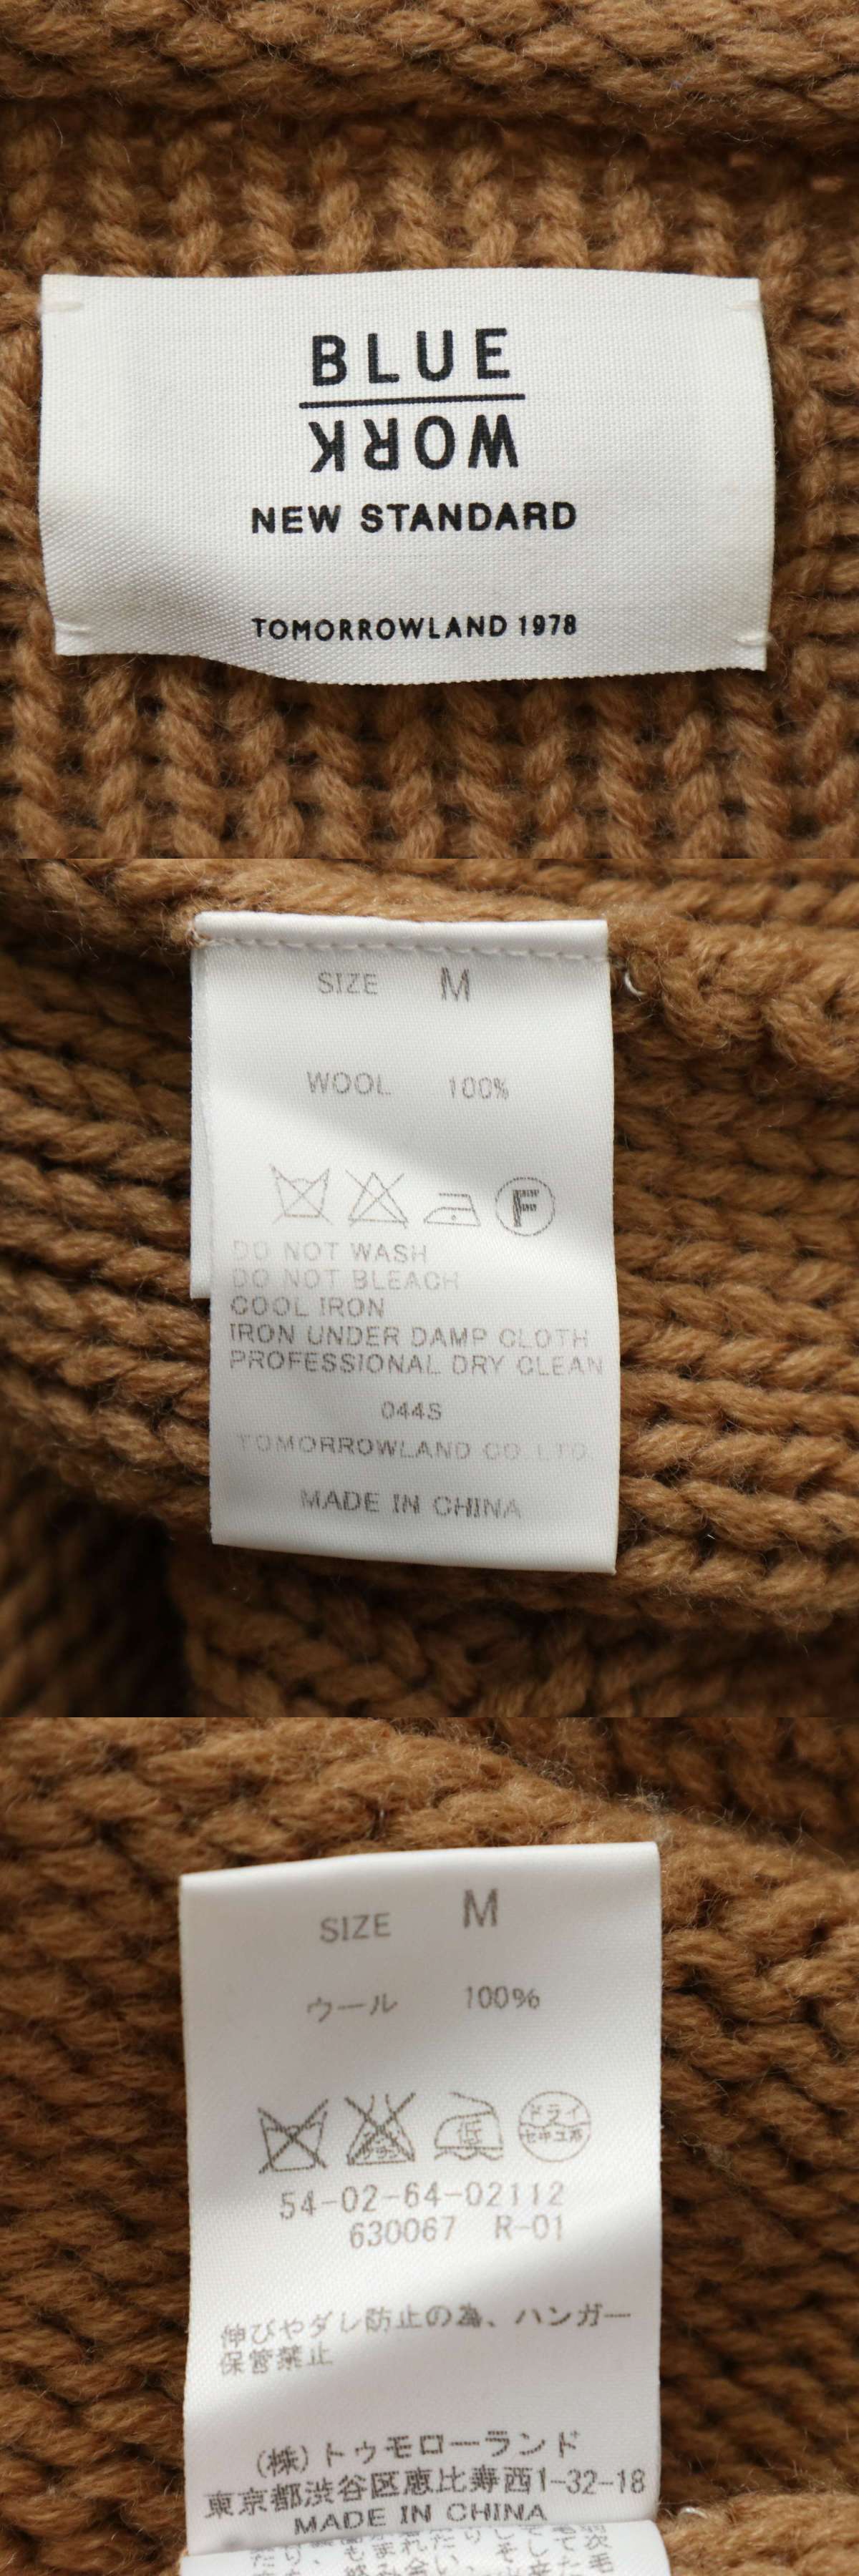 BLUE
WORK
NEW STANDARD
TOMORROWLAND 1978
SIZE M
WOOL 100%
F
DO NOT WASH
DO NOT BLEACH
COOL IRON
IRON UNDER DAMP CLOTH
PROFESSIONAL DRY CLEAN
044S
TOMORROWLAND CO LTD
MADE IN CHINA
SIZE M
ウール 100%
低 ドライ
セキユ系
54-02-64-02112
630067 R-01
伸びやダレ防止の為、ハンガー
保管禁止
(株)トゥモローランド
東京都渋谷区恵比寿西1-32-18
MADE IN CHINA